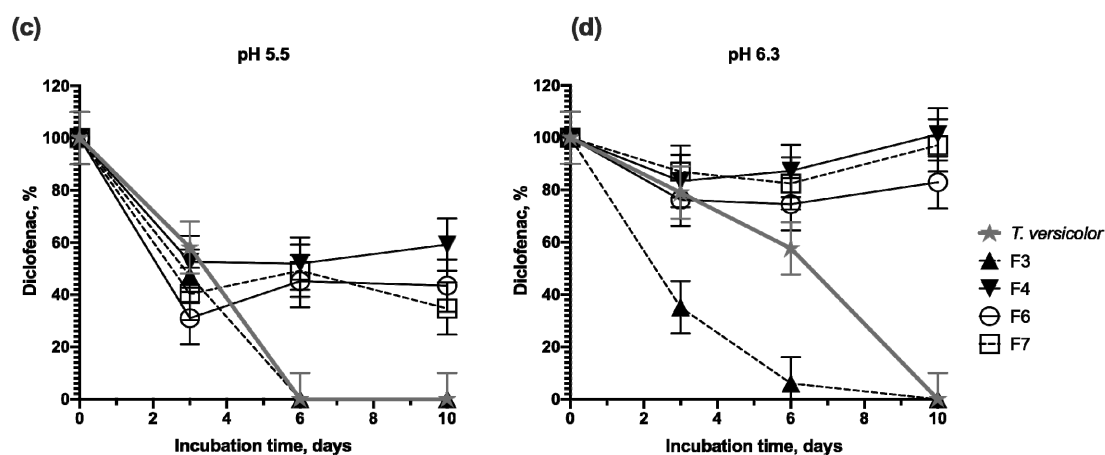 (c)
pH 5.5
Diclofenac, %
120
100
80
60
40
20
0
0 2 4 6 8 10
Incubation time, days
(d)
pH 6.3
Diclofenac, %
120
100
80
60
40
20
0
0 2 4 6 8 10
Incubation time, days
T. versicolor
F3
F4
F6
F7